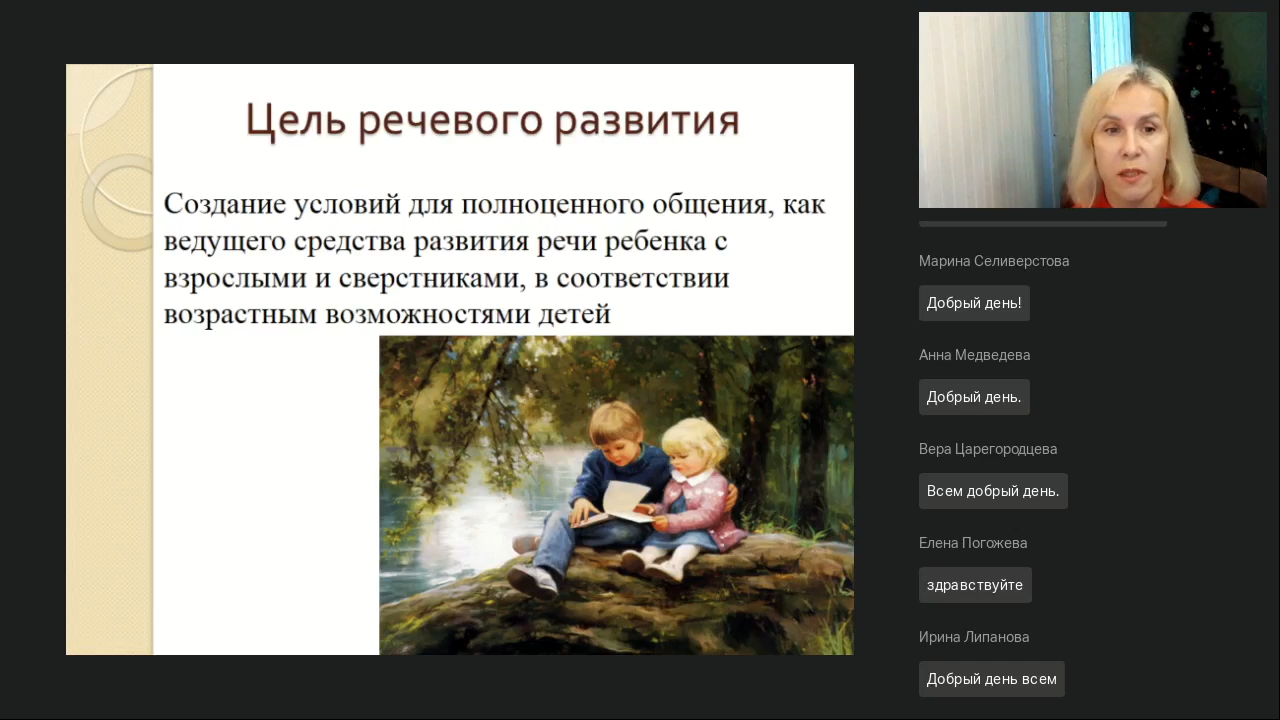 Цель речевого развития
Создание условий для полноценного общения, как
ведущего средства развития речи ребенка с
взрослыми и сверстниками, в соответствии
возрастным возможностями детей
Марина Селиверстова
Добрый день!
Анна Медведева
Добрый день.
Вера Царегородцева
Всем добрый день.
Елена Погожева
здравствуйте
Ирина Липанова
Добрый день всем